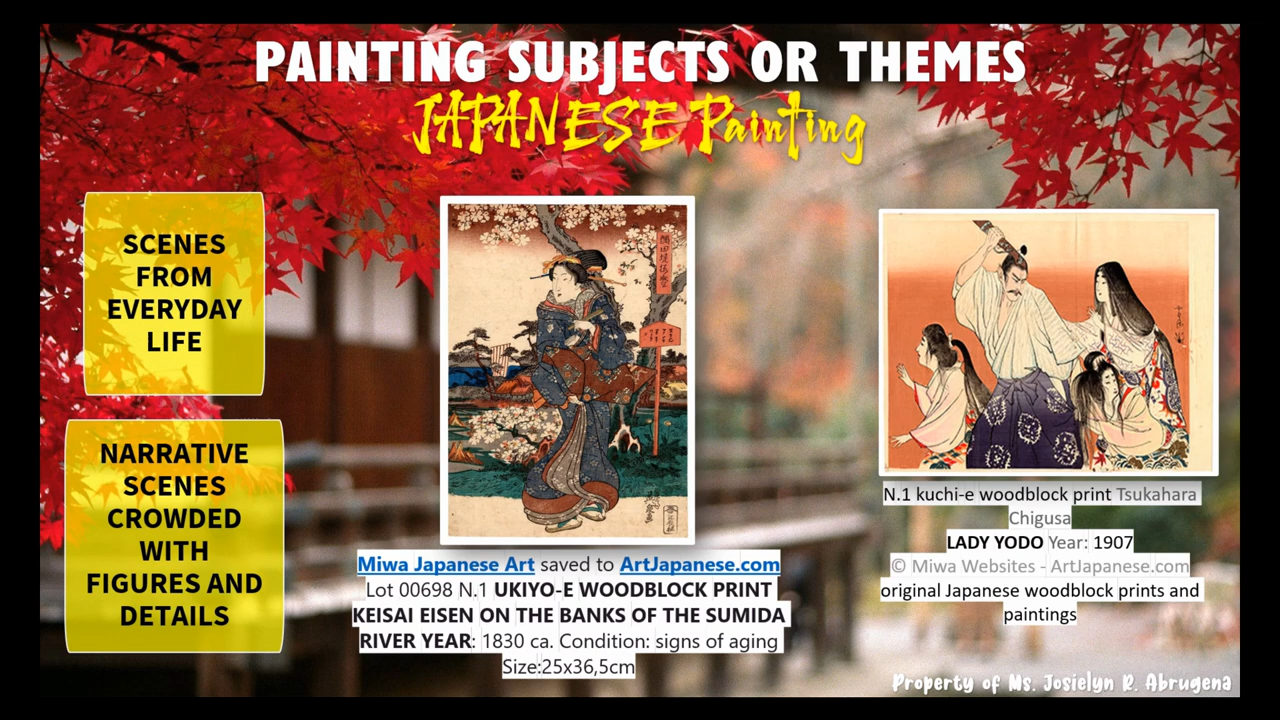 PAINTING SUBJECTS OR THEMES
JAPANESE Painting
SCENES
FROM
EVERYDAY
LIFE
NARRATIVE
SCENES
CROWDED
WITH
FIGURES AND
DETAILS
Miwa Japanese Art saved to ArtJapanese.com
Lot 00698 N.1 UKIYO-E WOODBLOCK PRINT
KEISAI EISEN ON THE BANKS OF THE SUMIDA
RIVER YEAR: 1830 ca. Condition: signs of aging
Size:25x36,5cm
N.1 kuchi-e woodblock print Tsukahara
Chigusa
LADY YODO Year: 1907
© Miwa Websites - ArtJapanese.com
original Japanese woodblock prints and
paintings
Property of Ms. Josielyn R. Abrugena